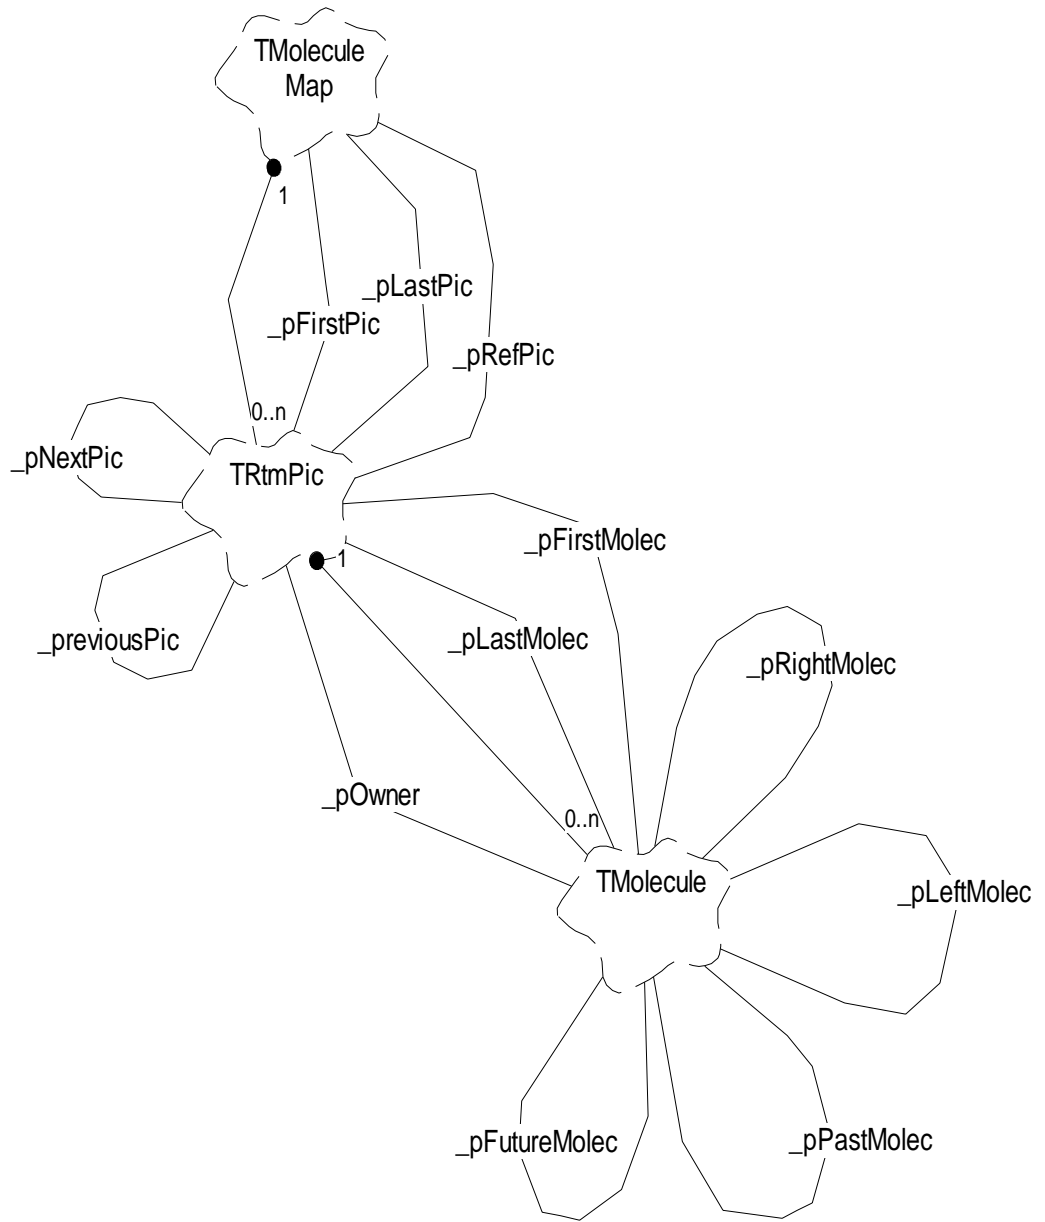 TMolecule
Map
1
_pLastPic
_pFirstPic
_pRefPic
0..n
_pNextPic
TRtmPic
_pFirstMolec
1
_previousPic
_pLastMolec
_pRightMolec
_pOwner
0..n
TMolecule
_pLeftMolec
_pFutureMolec
_pPastMolec